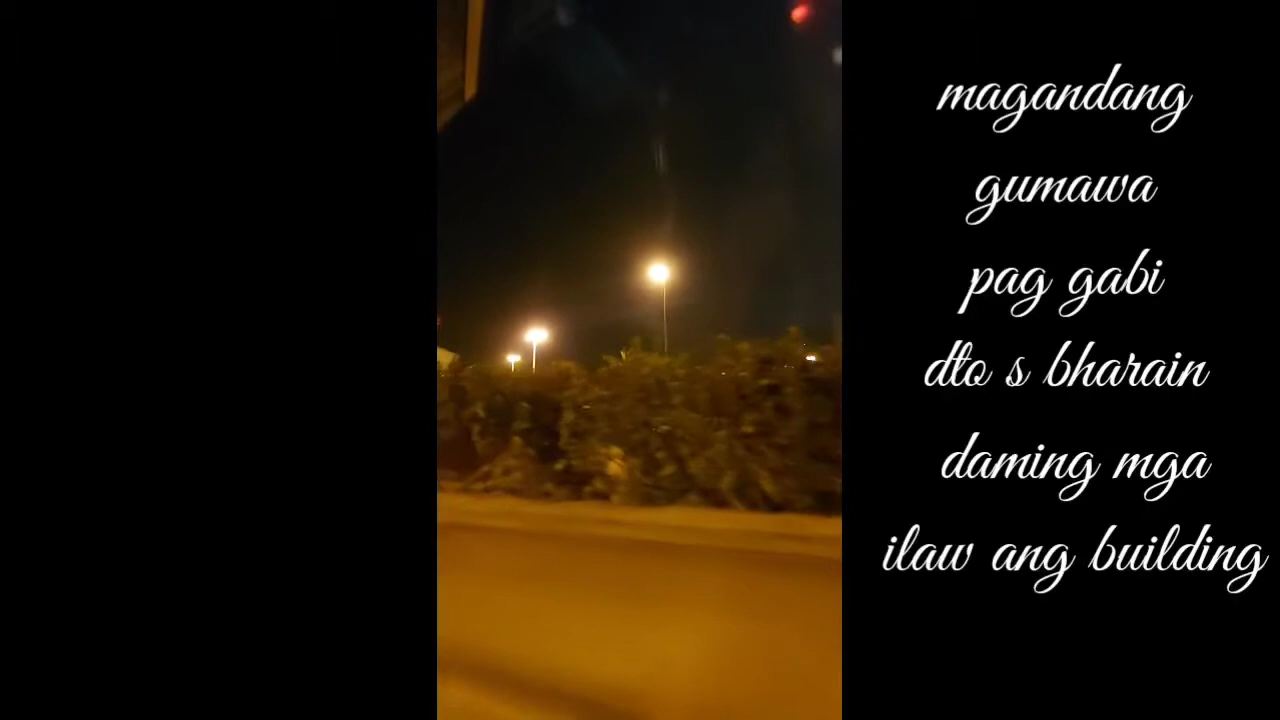 magandang
gumawa
pag gabi
dto s bharain
daming mga
ilaw ang building